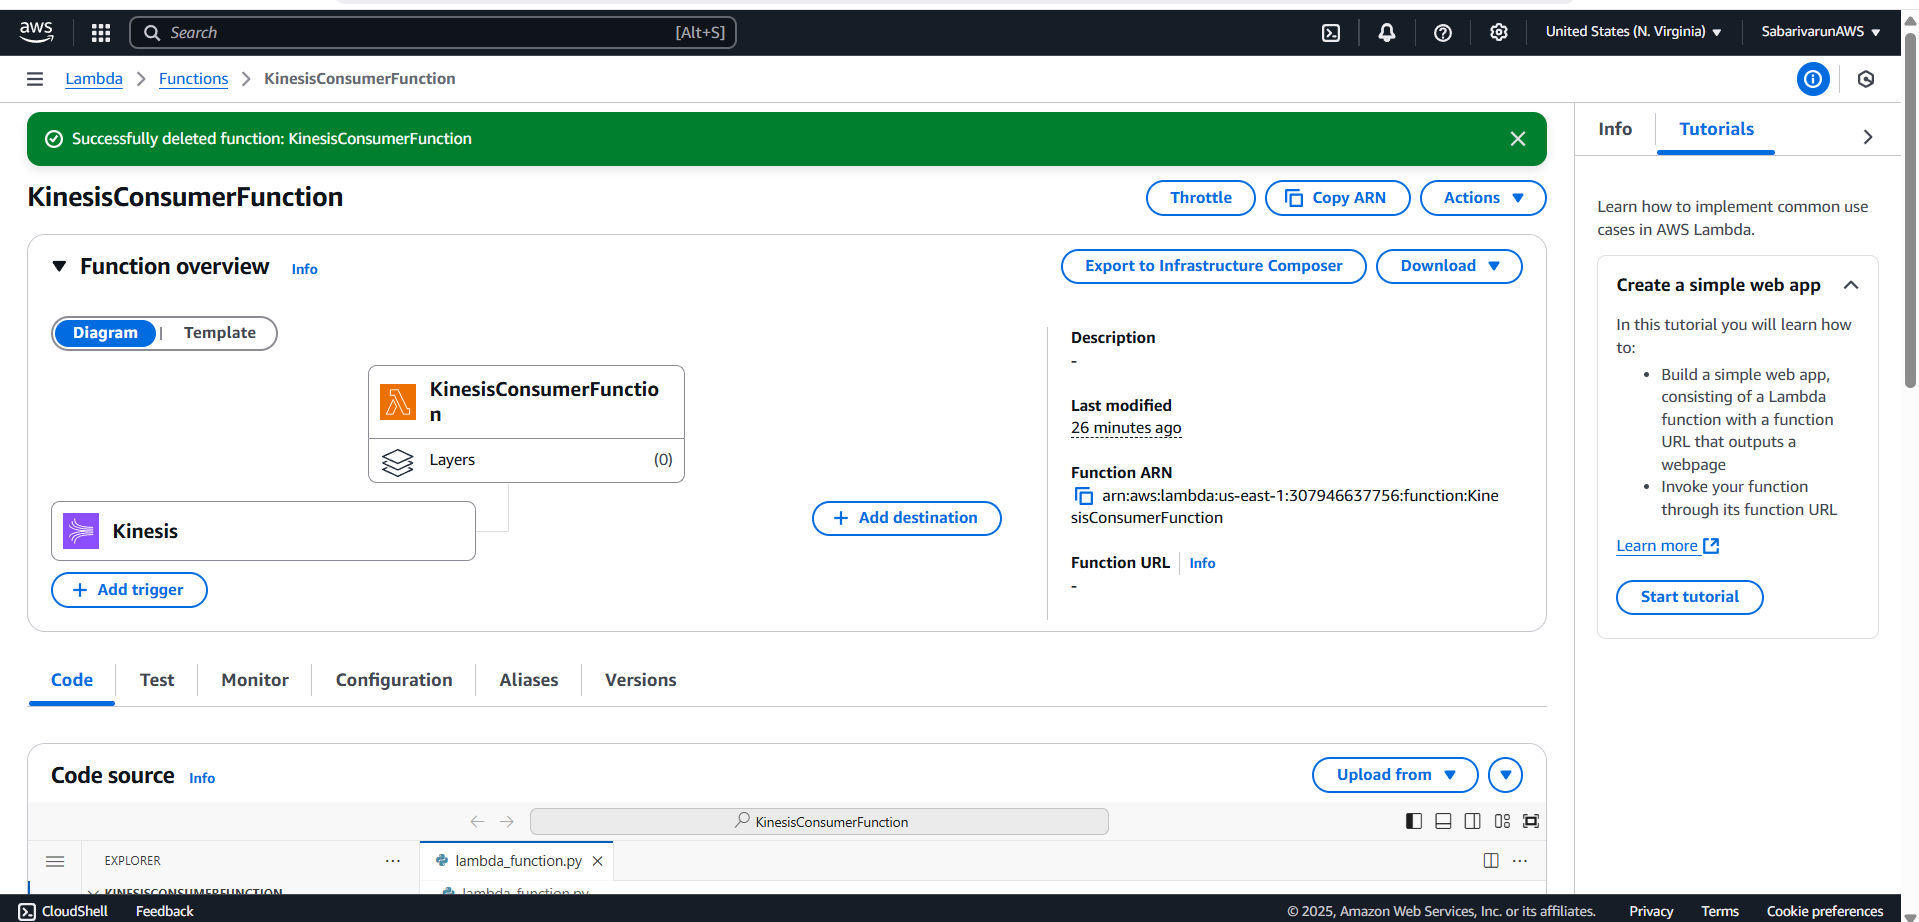 aws
Search
[Alt+S]
United States (N. Virginia)
SabarivarunAWS
Lambda
Functions
KinesisConsumerFunction
Successfully deleted function: KinesisConsumerFunction
KinesisConsumerFunction
Throttle
Copy ARN
Actions
Function overview
Info
Export to Infrastructure Composer
Download
Diagram
Template
KinesisConsumerFunctio
n
Layers
(0)
Kinesis
Add trigger
Add destination
Description
-
Last modified
26 minutes ago
Function ARN
arn:aws:lambda:us-east-1:307946637756:function:Kine
sisConsumerFunction
Function URL
Info
-
Code
Test
Monitor
Configuration
Aliases
Versions
Code source
Info
Upload from
KinesisConsumerFunction
EXPLORER
lambda_function.py
KINESISCONSUMERFUNCTION
lambda_function.py
Info
Tutorials
Learn how to implement common use
cases in AWS Lambda.
Create a simple web app
In this tutorial you will learn how
to:
• Build a simple web app,
consisting of a Lambda
function with a function
URL that outputs a
webpage
• Invoke your function
through its function URL
Learn more
Start tutorial
CloudShell
Feedback
© 2025, Amazon Web Services, Inc. or its affiliates.
Privacy
Terms
Cookie preferences